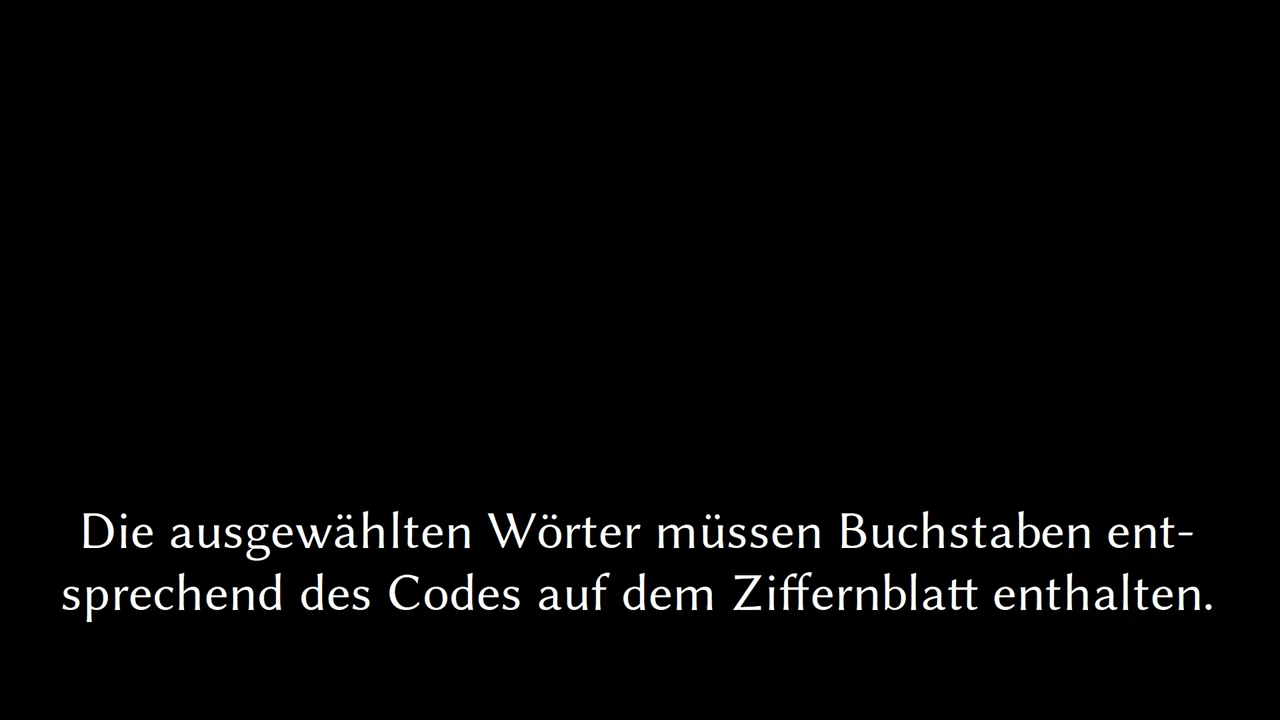 Die ausgewählten Wörter müssen Buchstaben ent-
sprechend des Codes auf dem Ziffernblatt enthalten.